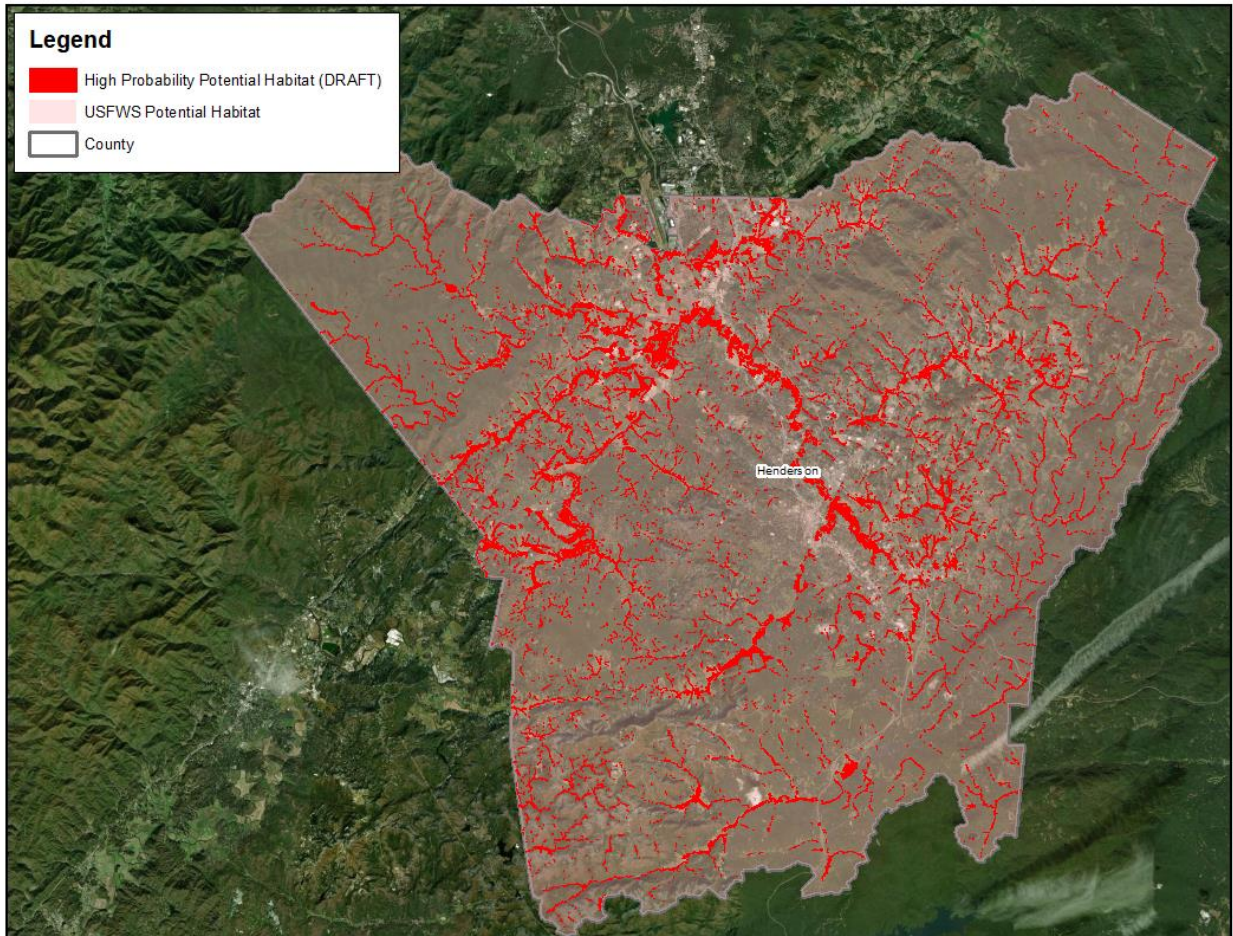 Legend
High Probability Potential Habitat (DRAFT)
USFWS Potential Habitat
County
Henderson